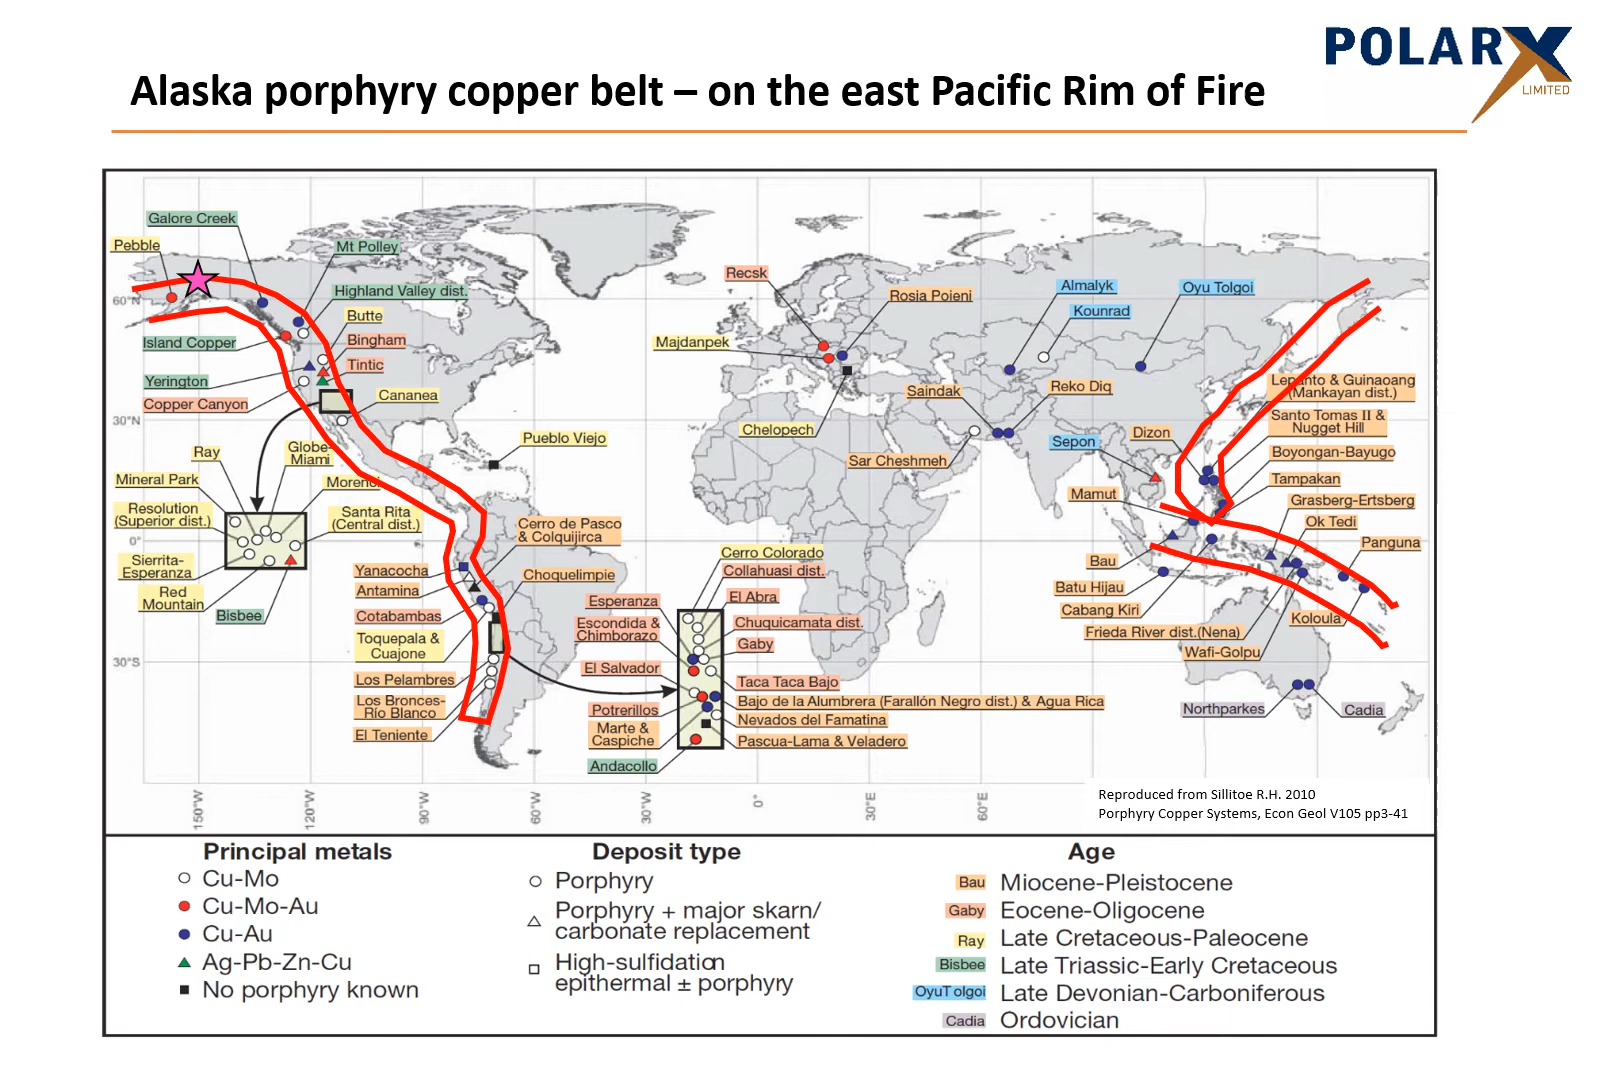 POLARX
LIMITED
Alaska porphyry copper belt – on the east Pacific Rim of Fire
Galore Creek
Pebble
Mt Polley
Highland Valley dist.
Butte
Island Copper
Bingham
Tintic
Yerington
Copper Canyon
Cananea
60°N
30°N
0°
30°S
Ray
Globe-
Miami
Mineral Park
Morenci
Resolution
(Superior dist.)
Santa Rita
(Central dist.)
Sierrita-
Esperanza
Red
Mountain
Bisbee
Pueblo Viejo
Cerro de Pasco
& Colquijirca
Yanacocha
Choquelimpie
Antamina
Cotabambas
Toquepala &
Cuajone
Los Pelambres
Los Bronces-
Río Blanco
El Teniente
Cerro Colorado
Collahuasi dist.
El Abra
Esperanza
Escondida &
Chimborazo
Chuquicamata dist.
Gaby
El Salvador
Taca Taca Bajo
Bajo de la Alumbrera (Farallón Negro dist.) & Agua Rica
Potrerillos
Nevados del Famatina
Marte &
Caspiche
Pascua-Lama & Veladero
Andacollo
Recsk
Rosia Poieni
Majdanpek
Chelopech
Almalyk
Kounrad
Oyu Tolgoi
Saindak
Reko Diq
Sar Cheshmeh
Sepon
Dizon
Lepanto & Guinaoang
(Mankayan dist.)
Santo Tomas II &
Nugget Hill
Boyongan-Bayugo
Tampakan
Mamut
Grasberg-Ertsberg
Ok Tedi
Panguna
Bau
Batu Hijau
Cabang Kiri
Koloula
Frieda River dist.(Nena)
Wafi-Golpu
Northparkes
Cadia
150°W
120°W
90°W
60°W
30°W
0°
30°E
60°E
Reproduced from Sillitoe R.H. 2010
Porphyry Copper Systems, Econ Geol V105 pp3-41
Principal metals
Cu-Mo
Cu-Mo-Au
Cu-Au
Ag-Pb-Zn-Cu
No porphyry known
Deposit type
Porphyry
Porphyry + major skarn/
carbonate replacement
High-sulfidation
epithermal ± porphyry
Age
Bau Miocene-Pleistocene
Gaby Eocene-Oligocene
Ray Late Cretaceous-Paleocene
Bisbee Late Triassic-Early Cretaceous
OyuT olgoi Late Devonian-Carboniferous
Cadia Ordovician